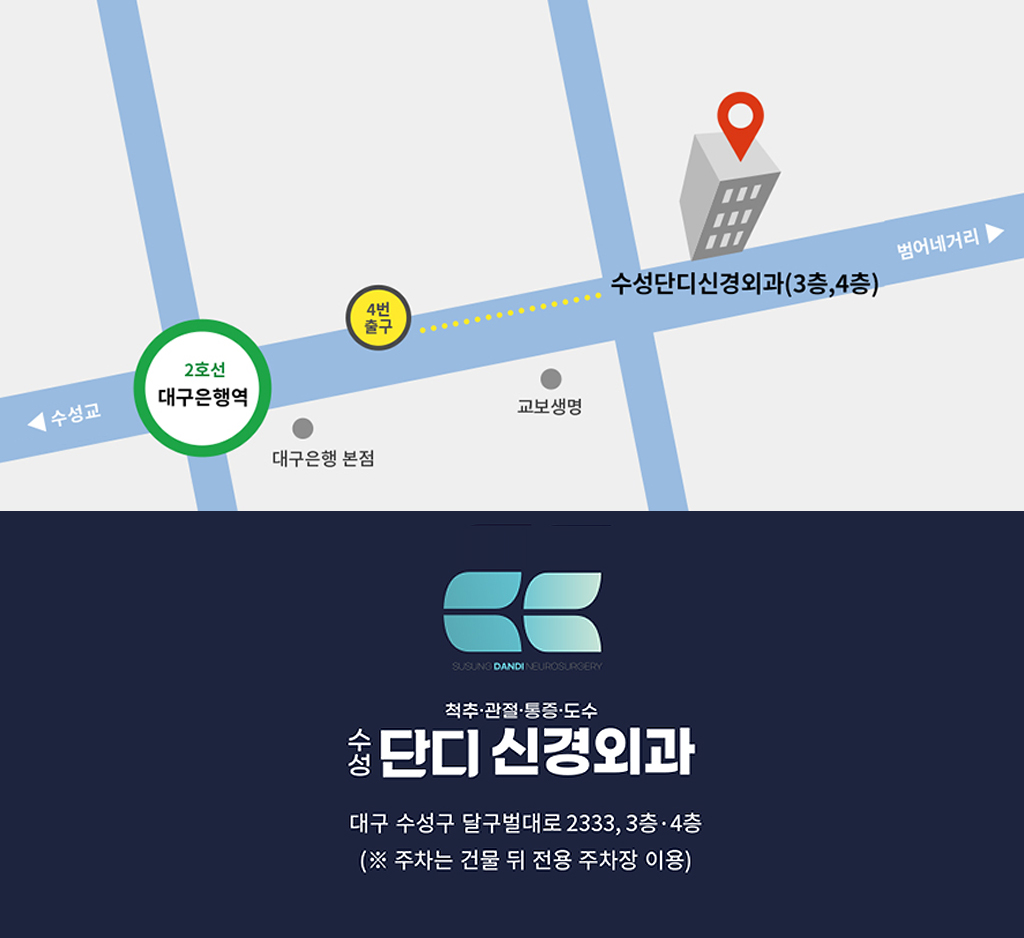 범어네거리 ▶
수성단디신경외과(3층,4층)
4번
출구
2호선
대구은행역
◀ 수성교
교보생명
대구은행 본점
SUSUNG DANDI NEUROSURGERY
척추·관절·통증·도수
수성 단디 신경외과
대구 수성구 달구벌대로 2333, 3층·4층
(※ 주차는 건물 뒤 전용 주차장 이용)